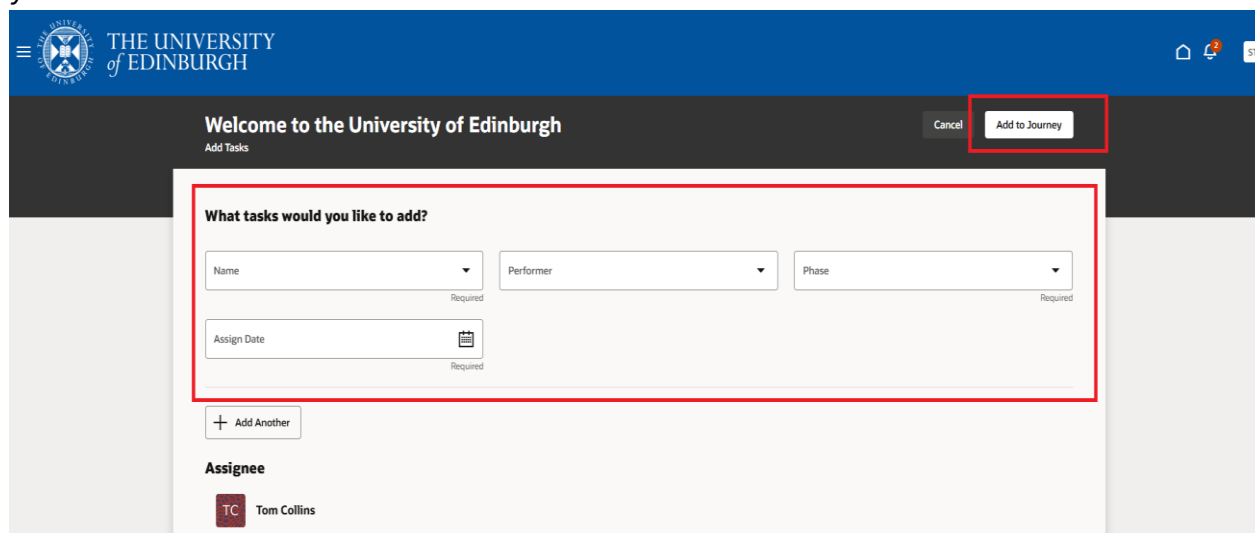 THE UNIVERSITY
of EDINBURGH
2
Welcome to the University of Edinburgh
Add Tasks
Cancel
Add to Journey
What tasks would you like to add?
Name
Performer
Phase
Required
Required
Assign Date
Required
+ Add Another
Assignee
TC
Tom Collins